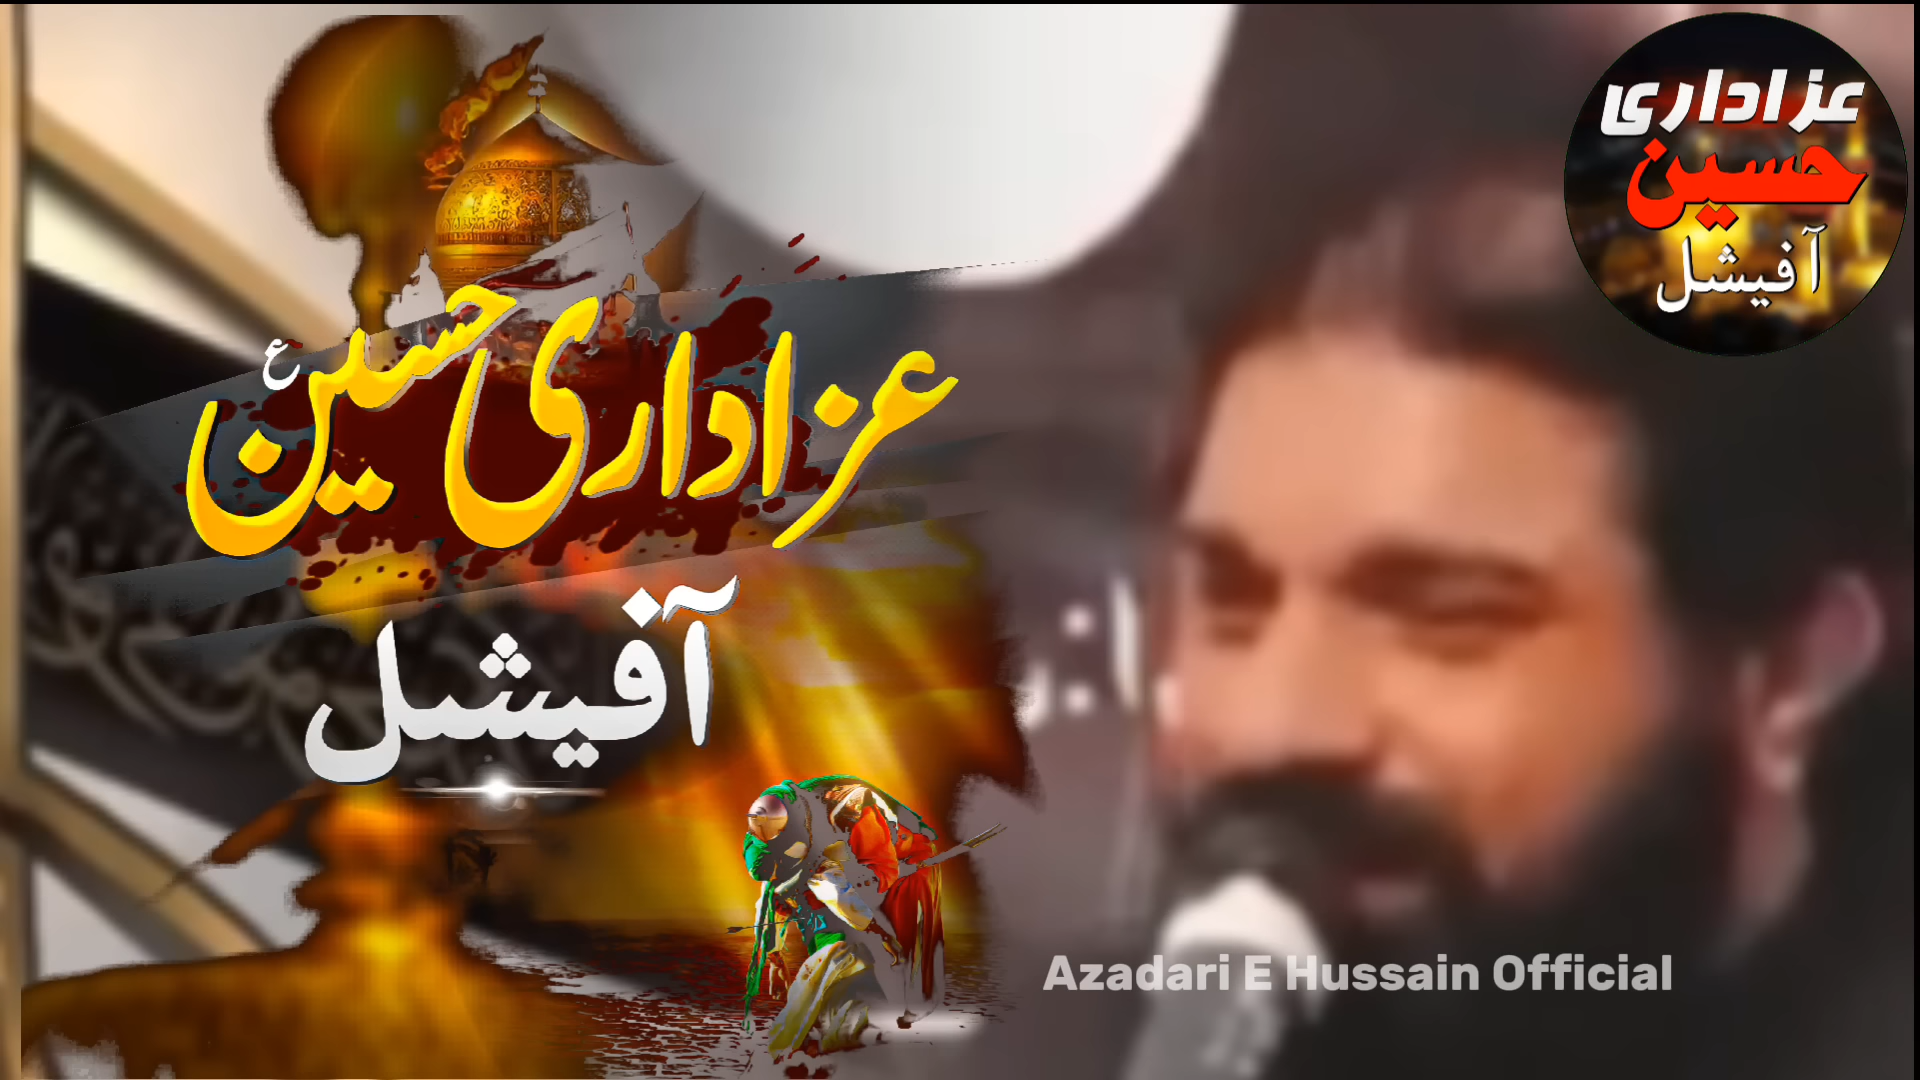 عزاداری حسینؑ
آفیشل
عزاداری
حسین
آفیشل
Azadari E Hussain Official